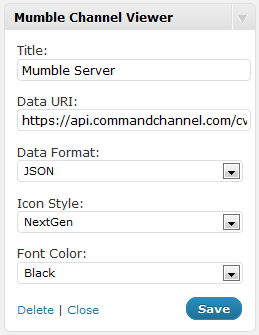 Mumble Channel Viewer
Title:
Mumble Server
Data URI:
https://api.commandchannel.com/cv
Data Format:
JSON
Icon Style:
NextGen
Font Color:
Black
Delete | Close
Save